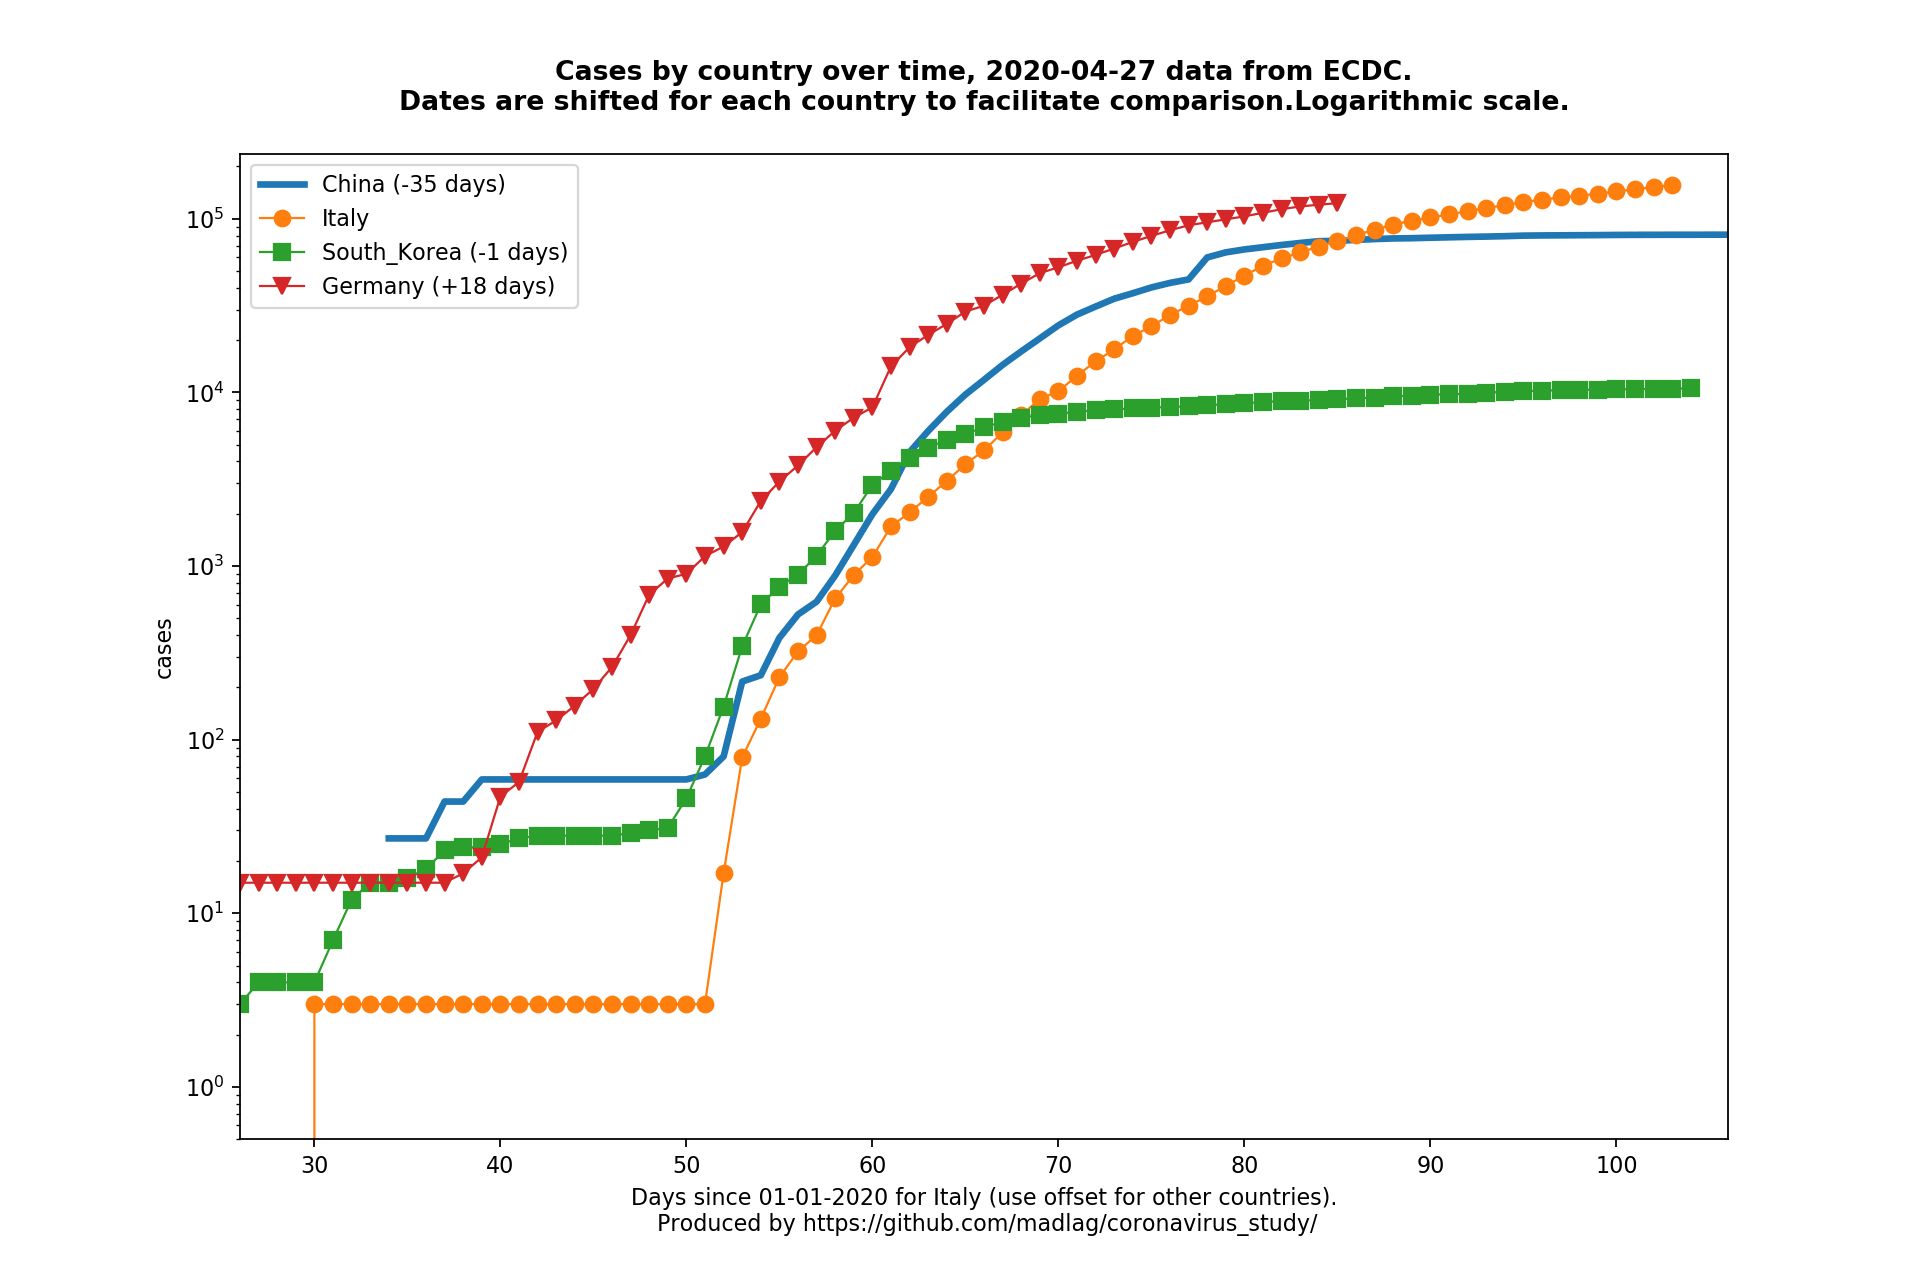 Cases by country over time, 2020-04-27 data from ECDC.
Dates are shifted for each country to facilitate comparison.Logarithmic scale.
China (-35 days)
Italy
South_Korea (-1 days)
Germany (+18 days)
10^5
10^4
10^3
10^2
10^1
10^0
cases
30 40 50 60 70 80 90 100
Days since 01-01-2020 for Italy (use offset for other countries).
Produced by https://github.com/madlag/coronavirus_study/